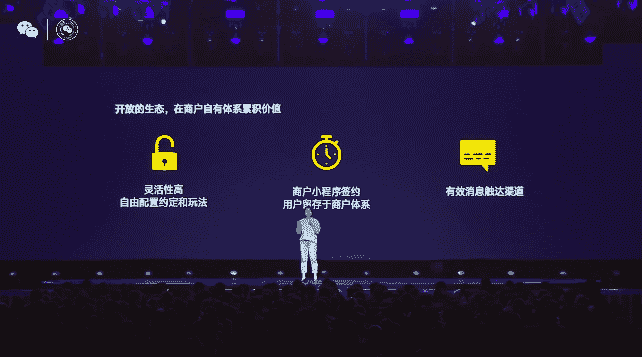 开放的生态，在商户自有体系累积价值
灵活性高
自由配置约定和玩法
商户小程序签约
用户留存于商户体系
有效消息触达渠道